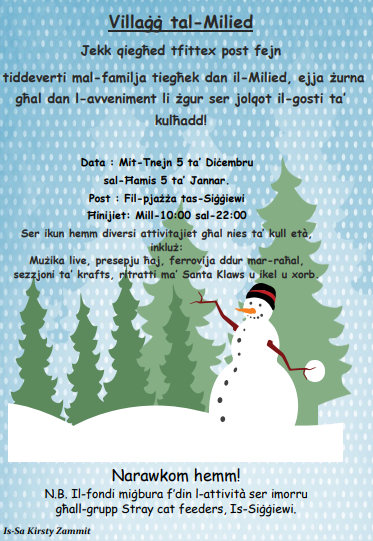 Villaġġ tal-Milied
Jekk qiegħed tfittex post fejn
tiddeverti mal-familja tiegħek dan il-Milied, ejja żurna
għal dan l-avveniment li żgur ser jolqot il-gosti ta’
kulħadd!
Data : Mit-Tnejn 5 ta’ Diċembru
sal-Ħamis 5 ta’ Jannar.
Post : Fil-pjazza tas-Siġġiewi
Ħinijiet: Mill-10:00 sal-22:00
Ser ikun hemm diversi attivitajiet għal nies ta’ kull età,
inkluż:
Mużika live, presepju ħaj, ferrovija ddur mar-raħal,
sezzjoni ta’ krafts, ritratti ma’ Santa Klaws u ikel u xorb.
Narawkom hemm!
N.B. Il-fondi miġbura f’din l-attività ser imorru
għall-grupp Stray cat feeders, Is-Siġġiewi.
Is-Sa Kirsty Zammit